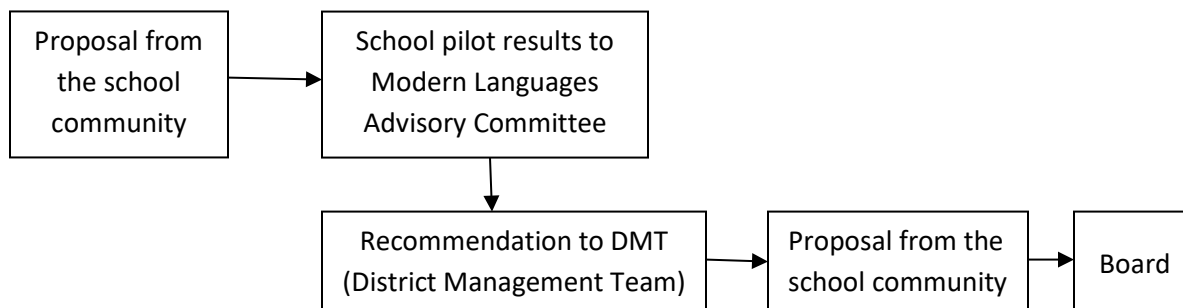 Proposal from
the school
community
School pilot results to
Modern Languages
Advisory Committee
Recommendation to DMT
(District Management Team)
Proposal from the
school community
Board